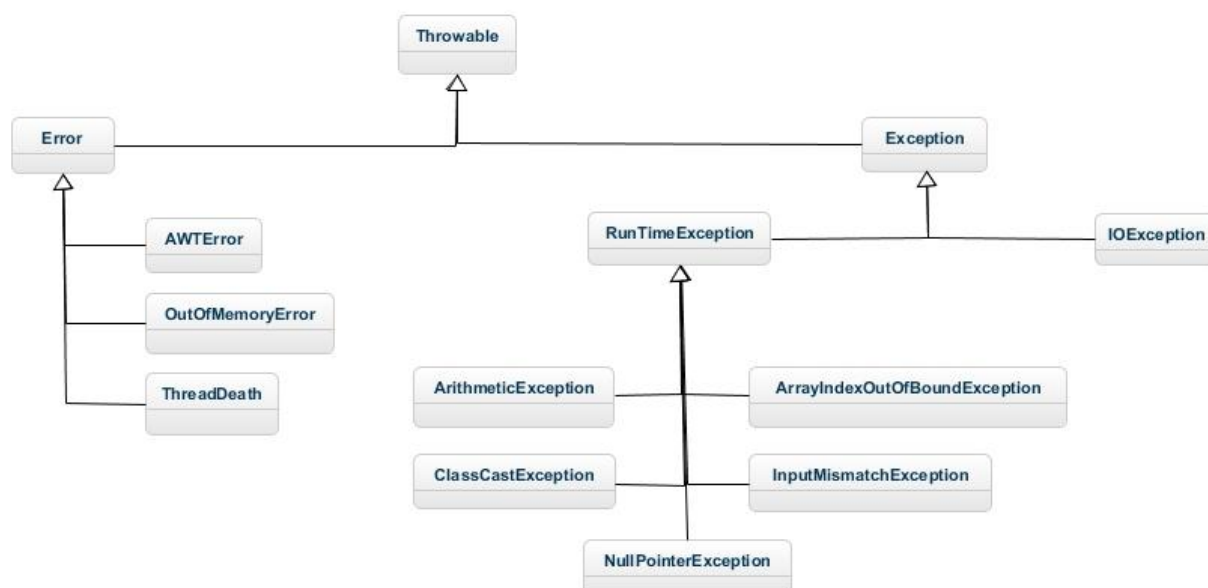 Throwable
Error
Exception
AWTError
RunTimeException
IOException
OutOfMemoryError
ThreadDeath
ArithmeticException
ArrayIndexOutOfBoundException
ClassCastException
InputMismatchException
NullPointerException